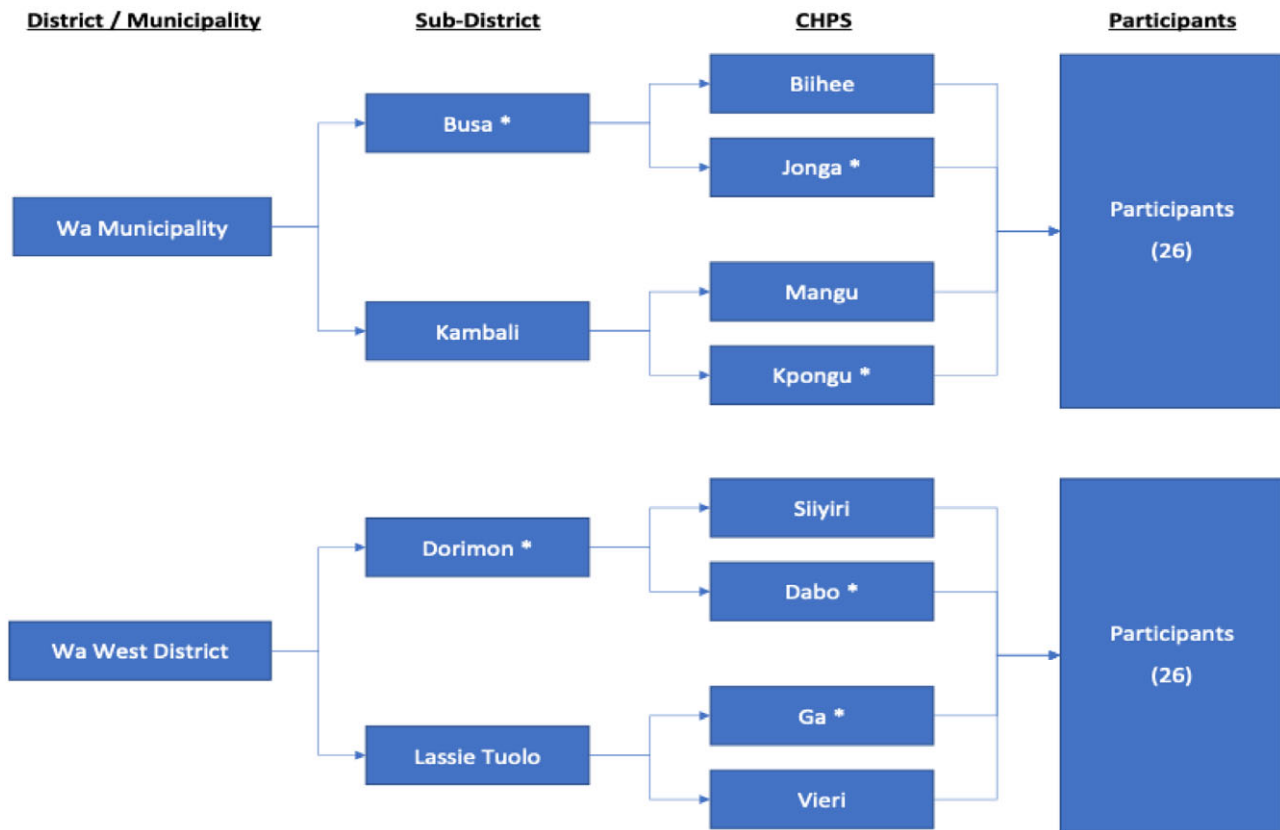 District / Municipality
Sub-District
CHPS
Participants
Wa Municipality
Busa *
Kambali
Biihee
Jonga *
Mangu
Kpongu *
Participants
(26)
Wa West District
Dorimon *
Lassie Tuolo
Siiyiri
Dabo *
Ga *
Vieri
Participants
(26)